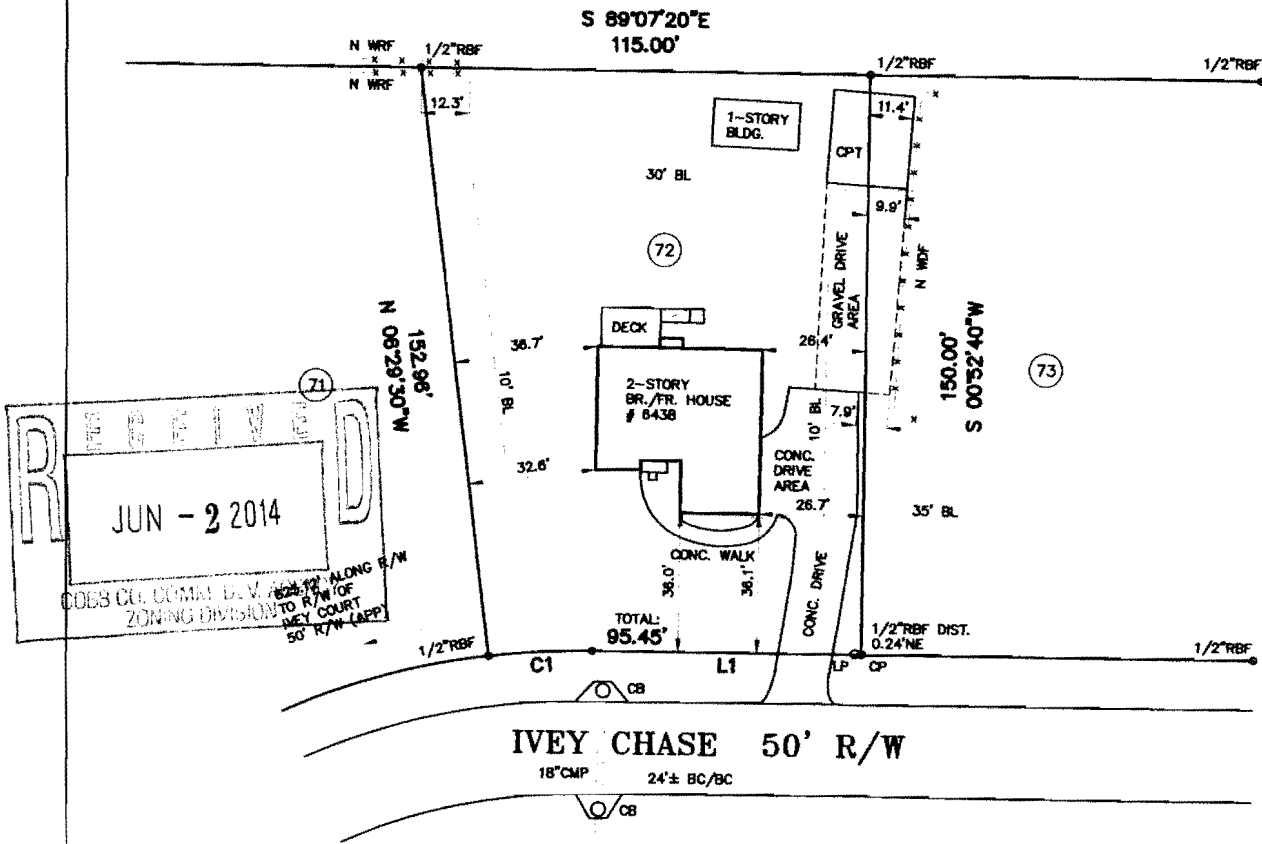 S 89°07'20"E
115.00'
N WRF
1/2"RBF
N WRF
12.3'
1/2"RBF
1/2"RBF
11.4'
1-STORY
BLDG.
CPT
30' BL
9.9'
72
GRAVEL DRIVE
AREA
N WDF
152.96'
N 06°29'30"W
DECK
36.7'
26.4'
150.00'
S 00°52'40"W
73
71
10' BL
2-STORY
BR./FR. HOUSE
# 6438
10' BL
7.9'
RECEIVED
JUN - 2 2014
COBB CO. COMM. DEV. 
ZONING DIVISION
ALONG R/W
TO R/W OF
IVEY COURT
50' R/W (APP)
32.6'
CONC.
DRIVE
AREA
26.7'
35' BL
CONC. WALK
CONC. DRIVE
36.0'
36.1'
TOTAL:
95.45'
1/2"RBF DIST.
0.24'NE
1/2"RBF
1/2"RBF
C1
L1
LP
CP
CB
IVEY CHASE 50' R/W
18"CMP
24'± BC/BC
CB